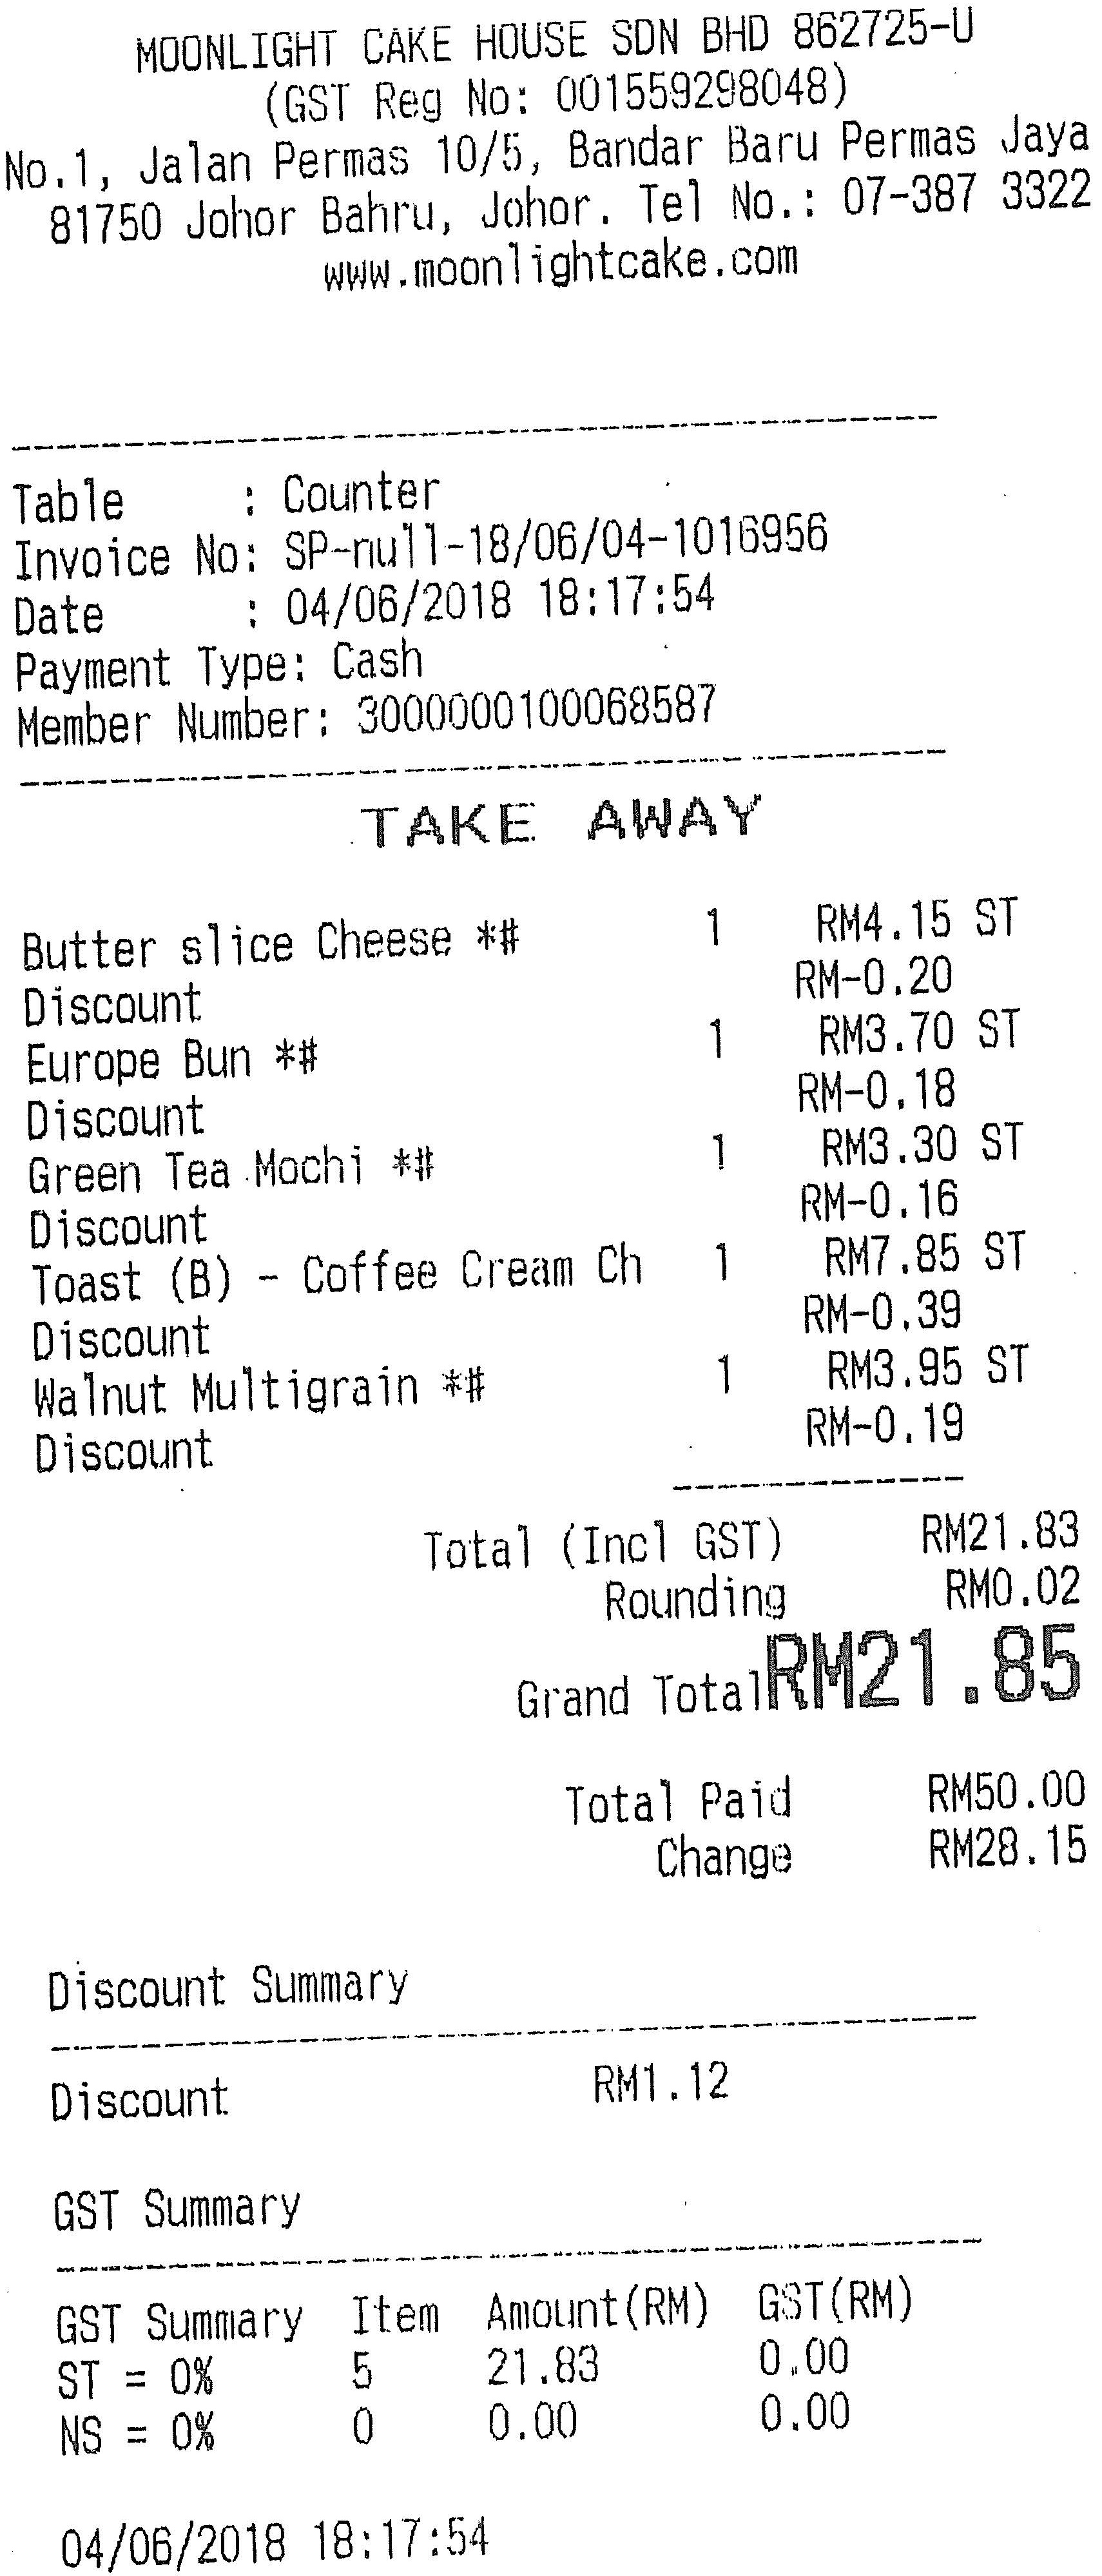 MOONLIGHT CAKE HOUSE SDN BHD 862725-U
(GST Reg No: 001559298048)
No.1, Jalan Permas 10/5, Bandar Baru Permas Jaya
81750 Johor Bahru, Johor. Tel No.: 07-387 3322
www.moonlightcake.com
Table : Counter
Invoice No: SP-null-18/06/04-1016956
Date : 04/06/2018 18:17:54
Payment Type: Cash
Member Number: 3000000100068587
TAKE AWAY
Butter slice Cheese *# 1 RM4.15 ST
Discount RM-0.20
Europe Bun *# 1 RM3.70 ST
Discount RM-0.18
Green Tea Mochi *# 1 RM3.30 ST
Discount RM-0.16
Toast (B) - Coffee Cream Ch 1 RM7.85 ST
Discount RM-0.39
Walnut Multigrain *# 1 RM3.95 ST
Discount RM-0.19
Total (Incl GST) RM21.83
Rounding RM0.02
Grand Total RM21.85
Total Paid RM50.00
Change RM28.15
Discount Summary
Discount RM1.12
GST Summary
GST Summary Item Amount(RM) GST(RM)
ST = 0% 5 21.83 0.00
NS = 0% 0 0.00 0.00
04/06/2018 18:17:54